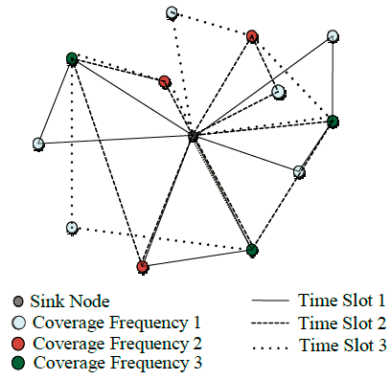 Sink Node
Coverage Frequency 1
Coverage Frequency 2
Coverage Frequency 3
Time Slot 1
Time Slot 2
Time Slot 3